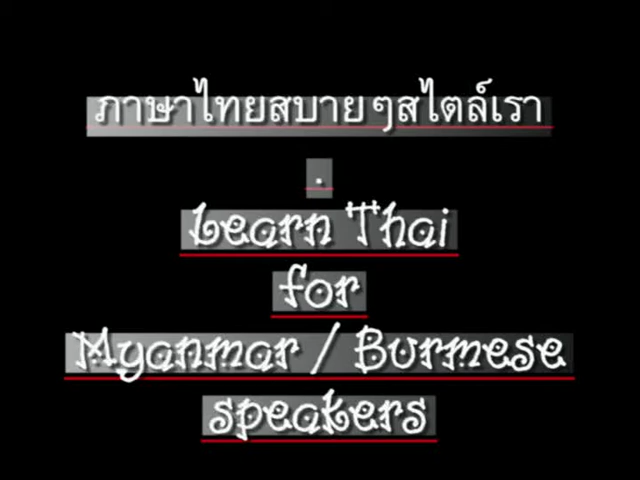 ภาษาไทยสบายๆสไตล์เรา
.
Learn Thai
for
Myanmar / Burmese
speakers